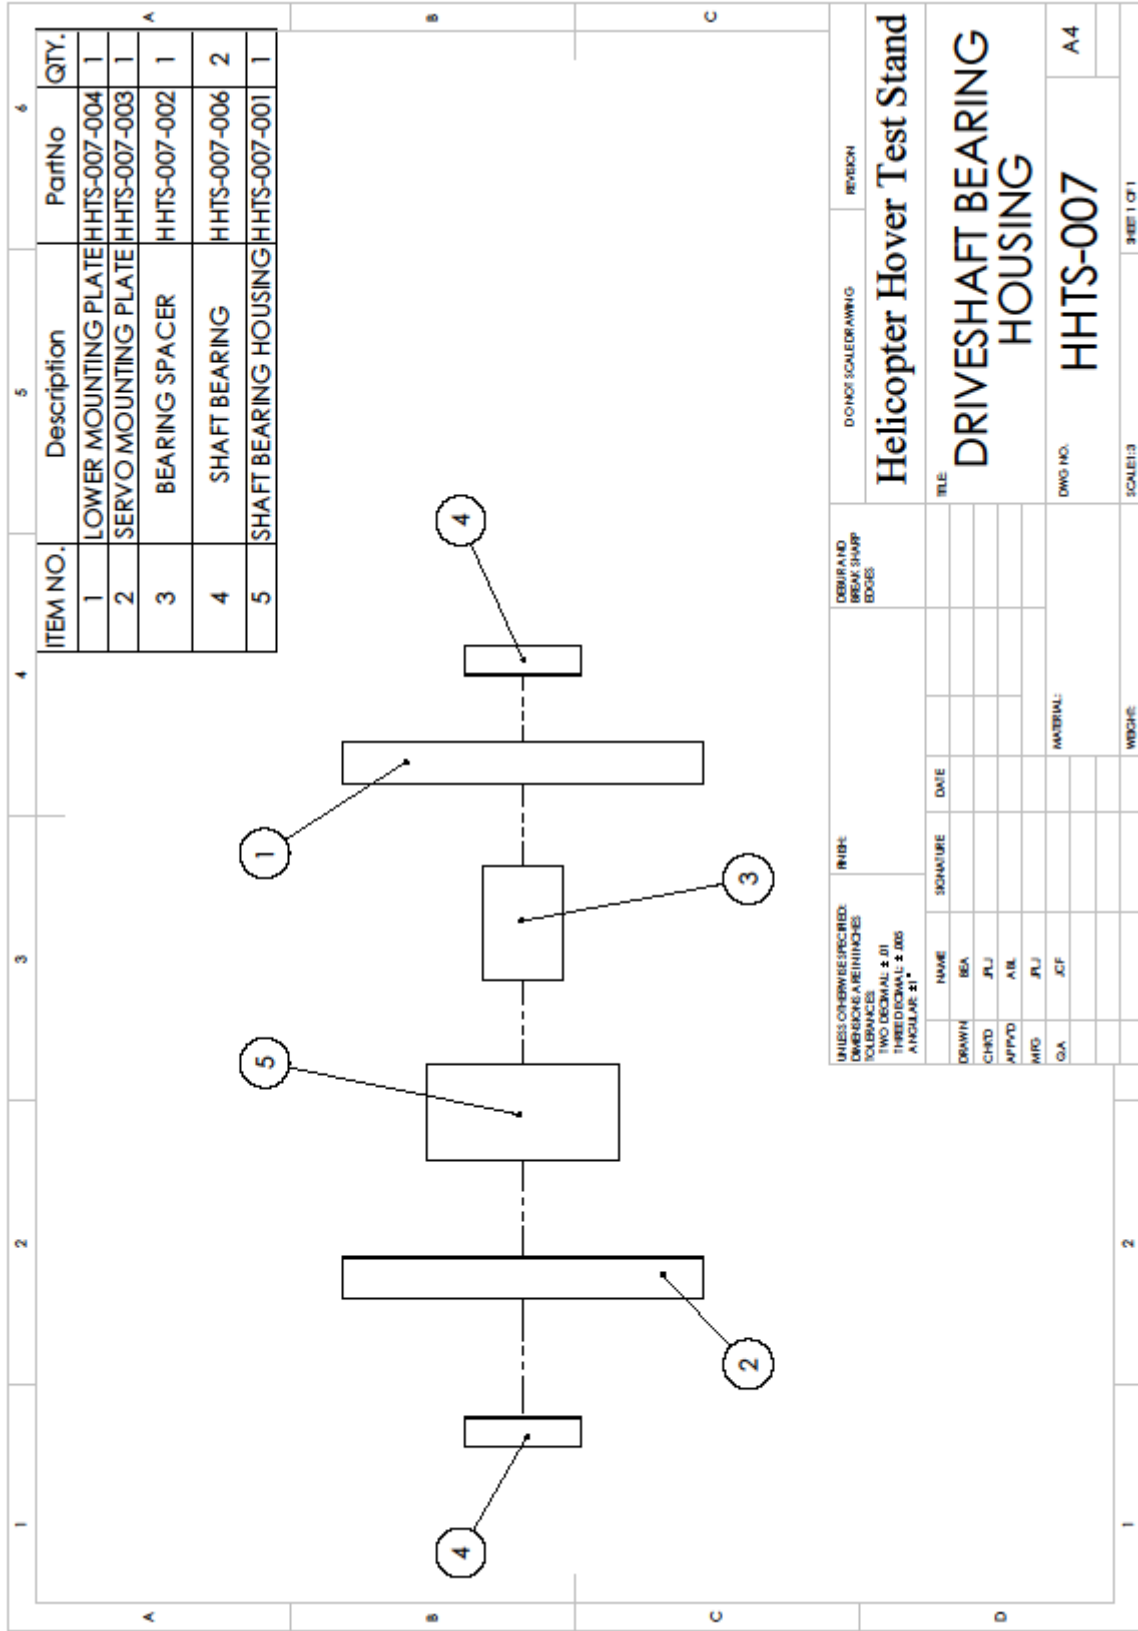 1 2 3 4 5 6
A
B
C
D
ITEM NO. Description PartNo QTY.
1 LOWER MOUNTING PLATE HHTS-007-004 1
2 SERVO MOUNTING PLATE HHTS-007-003 1
3 BEARING SPACER HHTS-007-002 1
4 SHAFT BEARING HHTS-007-006 2
5 SHAFT BEARING HOUSING HHTS-007-001 1
4
2
5
3
1
4
UNLESS OTHERWISE SPECIFIED:
DIMENSIONS ARE IN INCHES
TOLERANCES:
TWO DECIMAL: ± .01
THREE DECIMAL: ± .005
ANGULAR: ±1°
FINISH:
DEBUR AND
BREAK SHARP
EDGES
DO NOT SCALE DRAWING
REVISION
Helicopter Hover Test Stand
NAME SIGNATURE DATE
DRAWN BEA
CHK'D JPLJ
APPV'D ABL
MFG JPLJ
Q.A JCF
MATERIAL:
WEIGHT:
TITLE:
DRIVESHAFT BEARING
HOUSING
DWG NO.
HHTS-007
A4
SCALE:1:3
SHEET 1 OF 1
A
B
C
1 2